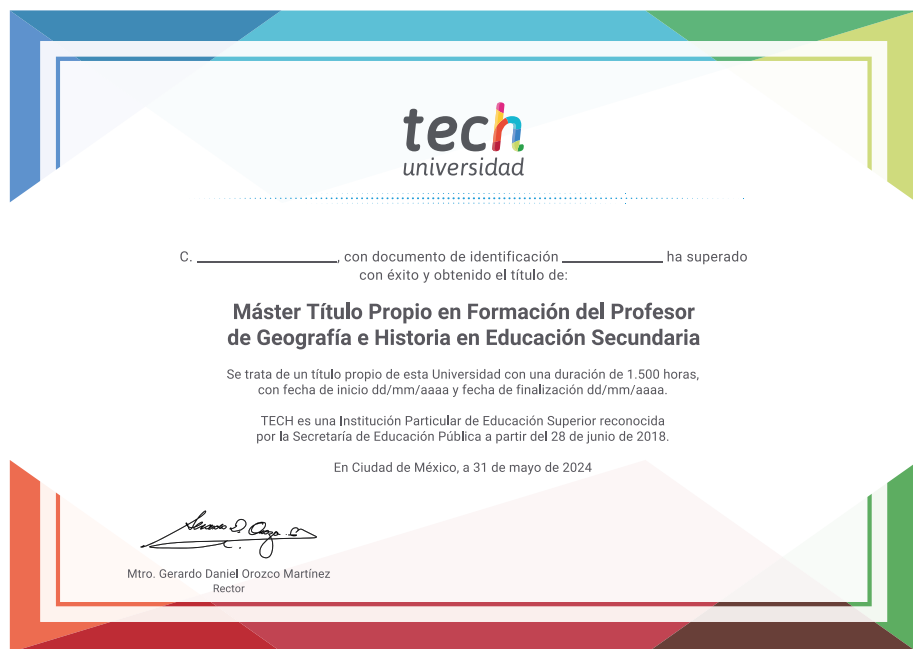 tech
universidad
C. ____________, con documento de identificación ____________ ha superado
con éxito y obtenido el título de:
Máster Título Propio en Formación del Profesor
de Geografía e Historia en Educación Secundaria
Se trata de un título propio de esta Universidad con una duración de 1.500 horas,
con fecha de inicio dd/mm/aaaa y fecha de finalización dd/mm/aaaa.
TECH es una Institución Particular de Educación Superior reconocida
por la Secretaría de Educación Pública a partir del 28 de junio de 2018.
En Ciudad de México, a 31 de mayo de 2024
Mtro. Gerardo Daniel Orozco Martínez
Rector